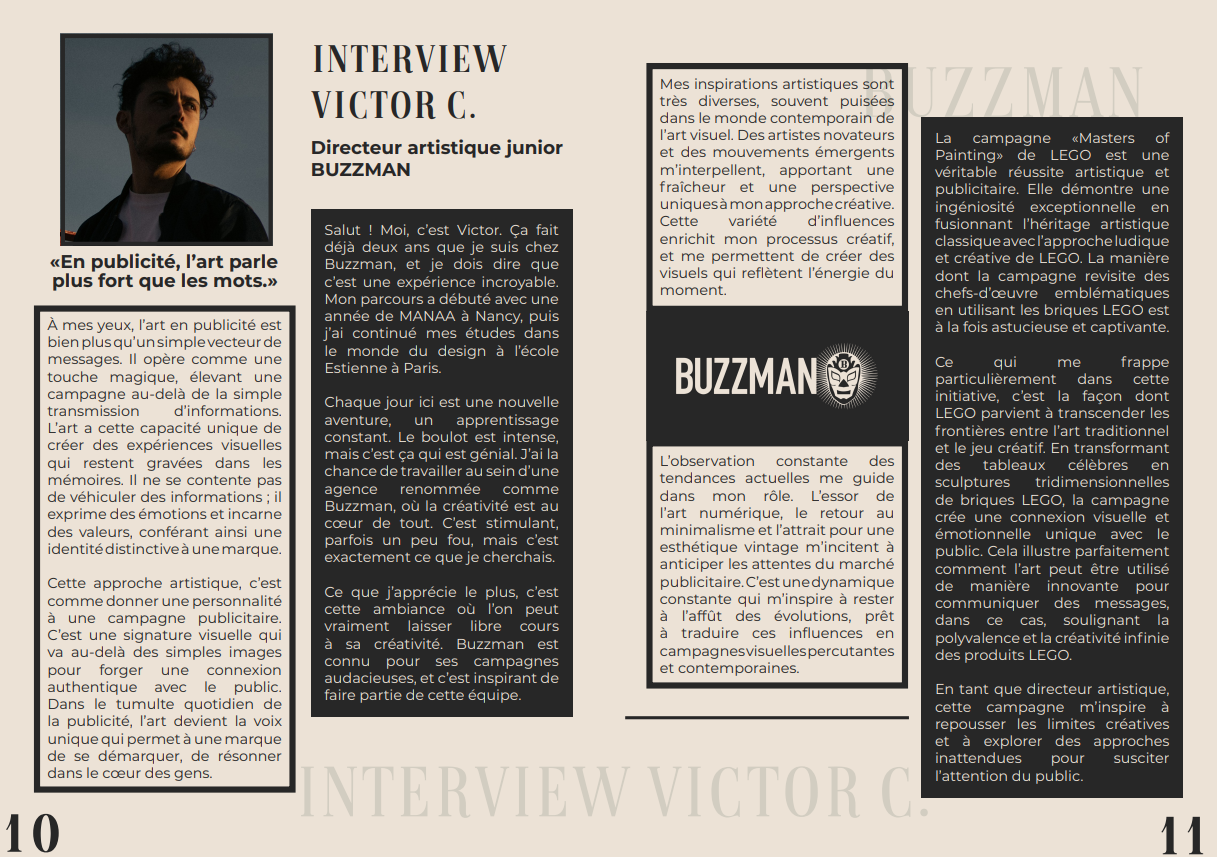 INTERVIEW
VICTOR C.
Directeur artistique junior
BUZZMAN
«En publicité, l’art parle
plus fort que les mots.»
À mes yeux, l’art en publicité est
bien plus qu’un simple vecteur de
messages. Il opère comme une
touche magique, élevant une
campagne au-delà de la simple
transmission d’informations.
L’art a cette capacité unique de
créer des expériences visuelles
qui restent gravées dans les
mémoires. Il ne se contente pas
de véhiculer des informations ; il
exprime des émotions et incarne
des valeurs, conférant ainsi une
identité distinctive à une marque.
Cette approche artistique, c’est
comme donner une personnalité
à une campagne publicitaire.
C’est une signature visuelle qui
va au-delà des simples images
pour forger une connexion
authentique avec le public.
Dans le tumulte quotidien de
la publicité, l’art devient la voix
unique qui permet à une marque
de se démarquer, de résonner
dans le cœur des gens.
Salut ! Moi, c’est Victor. Ça fait
déjà deux ans que je suis chez
Buzzman, et je dois dire que
c’est une expérience incroyable.
Mon parcours a débuté avec une
année de MANAA à Nancy, puis
j’ai continué mes études dans
le monde du design à l’école
Estienne à Paris.
Chaque jour ici est une nouvelle
aventure, un apprentissage
constant. Le boulot est intense,
mais c’est ça qui est génial. J’ai la
chance de travailler au sein d’une
agence renommée comme
Buzzman, où la créativité est au
cœur de tout. C’est stimulant,
parfois un peu fou, mais c’est
exactement ce que je cherchais.
Ce que j’apprécie le plus, c’est
cette ambiance où l’on peut
vraiment laisser libre cours
à sa créativité. Buzzman est
connu pour ses campagnes
audacieuses, et c’est inspirant de
faire partie de cette équipe.
10
BUZZMAN
Mes inspirations artistiques sont
très diverses, souvent puisées
dans le monde contemporain de
l’art visuel. Des artistes novateurs
et des mouvements émergents
m’interpellent, apportant une
fraîcheur et une perspective
uniques à mon approche créative.
Cette variété d’influences
enrichit mon processus créatif,
et me permettent de créer des
visuels qui reflètent l’énergie du
moment.
BUZZMAN
B
L’observation constante des
tendances actuelles me guide
dans mon rôle. L’essor de
l’art numérique, le retour au
minimalisme et l’attrait pour une
esthétique vintage m’incitent à
anticiper les attentes du marché
publicitaire. C’est une dynamique
constante qui m’inspire à rester
à l’affût des évolutions, prêt
à traduire ces influences en
campagnes visuelles percutantes
et contemporaines.
La campagne «Masters of
Painting» de LEGO est une
véritable réussite artistique et
publicitaire. Elle démontre une
ingéniosité exceptionnelle en
fusionnant l’héritage artistique
classique avec l’approche ludique
et créative de LEGO. La manière
dont la campagne revisite des
chefs-d’œuvre emblématiques
en utilisant les briques LEGO est
à la fois astucieuse et captivante.
Ce qui me frappe
particulièrement dans cette
initiative, c’est la façon dont
LEGO parvient à transcender les
frontières entre l’art traditionnel
et le jeu créatif. En transformant
des tableaux célèbres en
sculptures tridimensionnelles
de briques LEGO, la campagne
crée une connexion visuelle et
émotionnelle unique avec le
public. Cela illustre parfaitement
comment l’art peut être utilisé
de manière innovante pour
communiquer des messages,
dans ce cas, soulignant la
polyvalence et la créativité infinie
des produits LEGO.
En tant que directeur artistique,
cette campagne m’inspire à
repousser les limites créatives
et à explorer des approches
inattendues pour susciter
l’attention du public.
INTERVIEW VICTOR C.
11